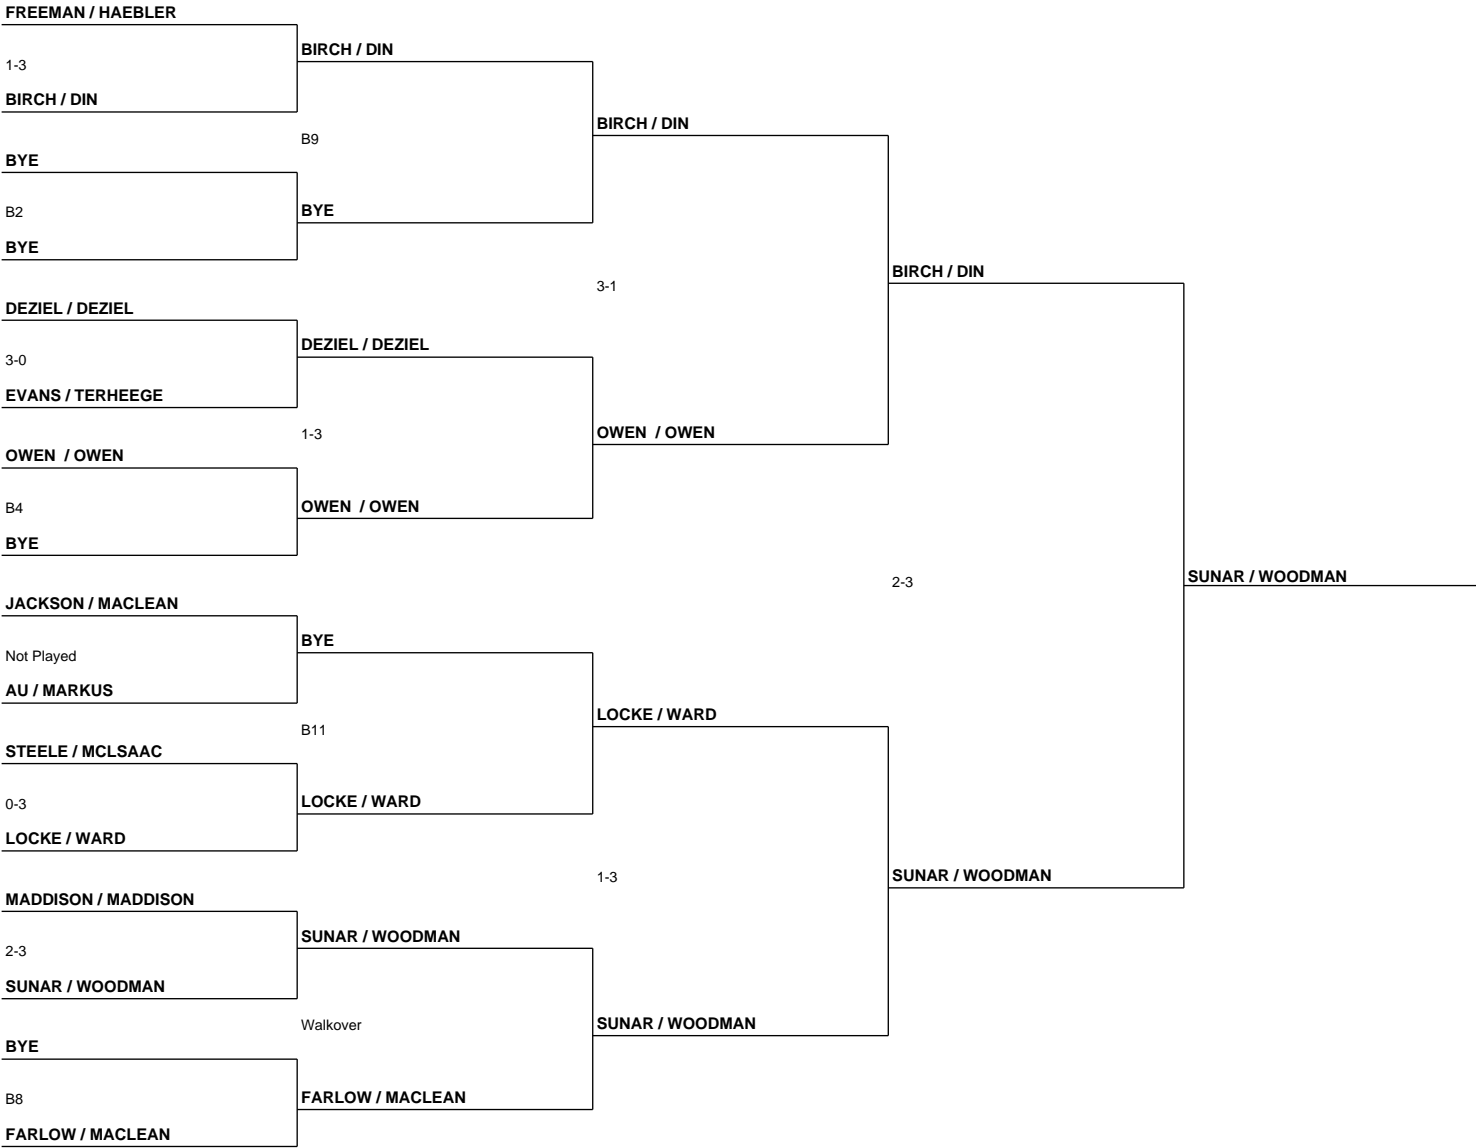 FREEMAN / HAEBLER
1-3
BIRCH / DIN
BYE
B2
BYE
DEZIEL / DEZIEL
3-0
EVANS / TERHEEGE
OWEN / OWEN
B4
BYE
JACKSON / MACLEAN
Not Played
AU / MARKUS
STEELE / MCLSAAC
0-3
LOCKE / WARD
MADDISON / MADDISON
2-3
SUNAR / WOODMAN
BYE
B8
FARLOW / MACLEAN
BIRCH / DIN
B9
BYE
DEZIEL / DEZIEL
1-3
OWEN / OWEN
BYE
B11
LOCKE / WARD
SUNAR / WOODMAN
Walkover
FARLOW / MACLEAN
BIRCH / DIN
3-1
OWEN / OWEN
LOCKE / WARD
1-3
SUNAR / WOODMAN
BIRCH / DIN
2-3
SUNAR / WOODMAN
SUNAR / WOODMAN